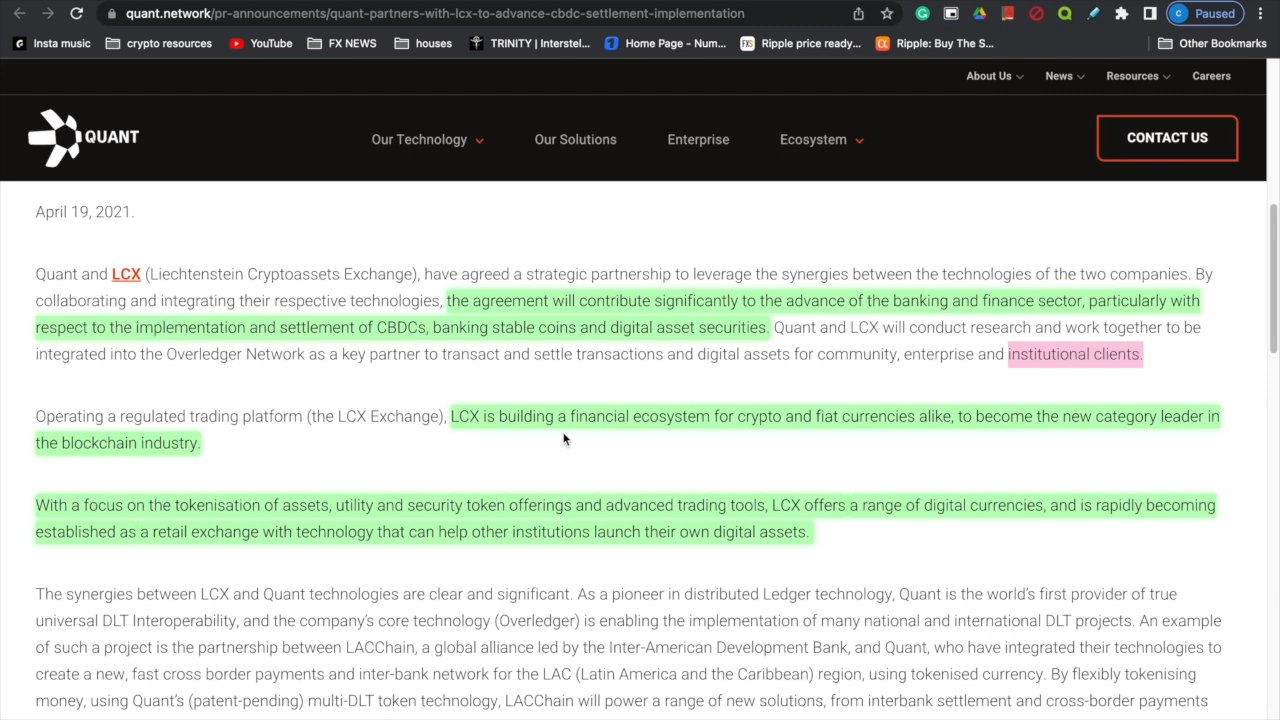 quant.network/pr-announcements/quant-partners-with-lcx-to-advance-cbdc-settlement-implementation
C Paused
Insta music crypto resources YouTube FX NEWS houses TRINITY | Interstel... Home Page - Num... Ripple price ready... Ripple: Buy The S... Other Bookmarks
About Us News Resources Careers
QUANT Our Technology Our Solutions Enterprise Ecosystem CONTACT US
April 19, 2021.
Quant and LCX (Liechtenstein Cryptoassets Exchange), have agreed a strategic partnership to leverage the synergies between the technologies of the two companies. By
collaborating and integrating their respective technologies, the agreement will contribute significantly to the advance of the banking and finance sector, particularly with
respect to the implementation and settlement of CBDCs, banking stable coins and digital asset securities. Quant and LCX will conduct research and work together to be
integrated into the Overledger Network as a key partner to transact and settle transactions and digital assets for community, enterprise and institutional clients.
Operating a regulated trading platform (the LCX Exchange), LCX is building a financial ecosystem for crypto and fiat currencies alike, to become the new category leader in
the blockchain industry.
With a focus on the tokenisation of assets, utility and security token offerings and advanced trading tools, LCX offers a range of digital currencies, and is rapidly becoming
established as a retail exchange with technology that can help other institutions launch their own digital assets.
The synergies between LCX and Quant technologies are clear and significant. As a pioneer in distributed Ledger technology, Quant is the world's first provider of true
universal DLT Interoperability, and the company's core technology (Overledger) is enabling the implementation of many national and international DLT projects. An example
of such a project is the partnership between LACChain, a global alliance led by the Inter-American Development Bank, and Quant, who have integrated their technologies to
create a new, fast cross border payments and inter-bank network for the LAC (Latin America and the Caribbean) region, using tokenised currency. By flexibly tokenising
money, using Quant's (patent-pending) multi-DLT token technology, LACChain will power a range of new solutions, from interbank settlement and cross-border payments